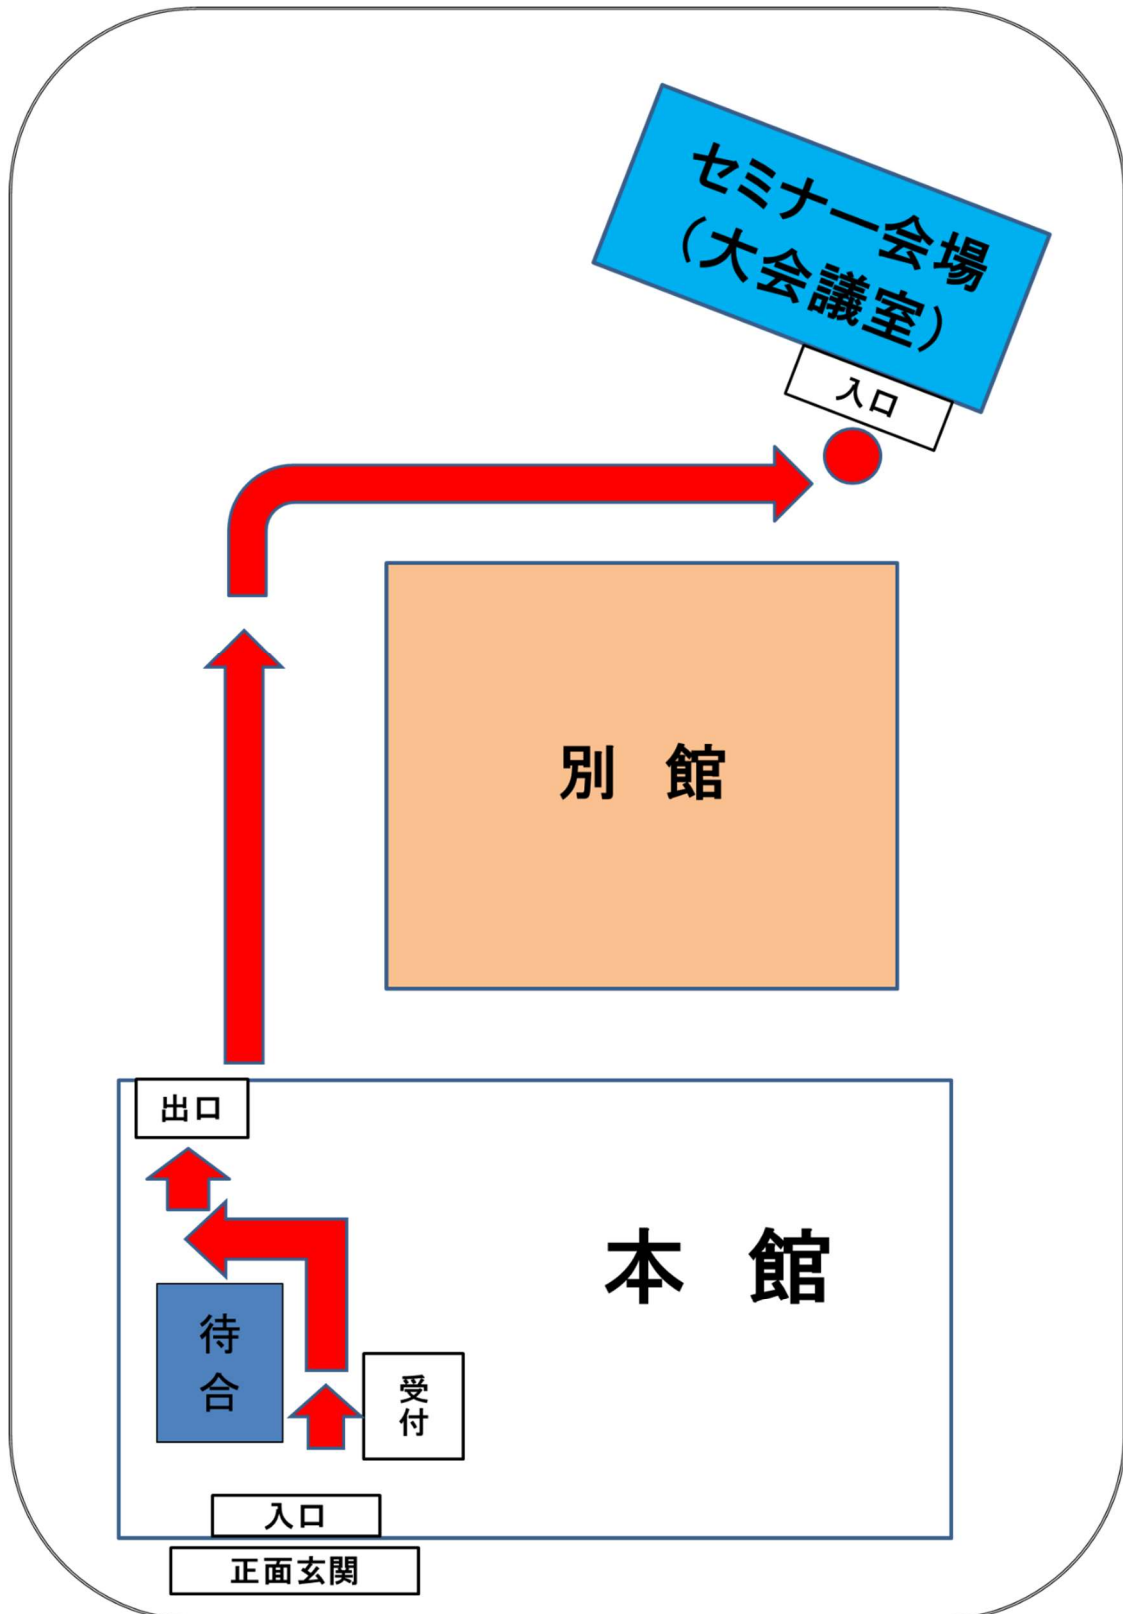 セミナー会場
（大会議室）
入口
別　館
出口
本　館
待
合
受
付
入口
正面玄関